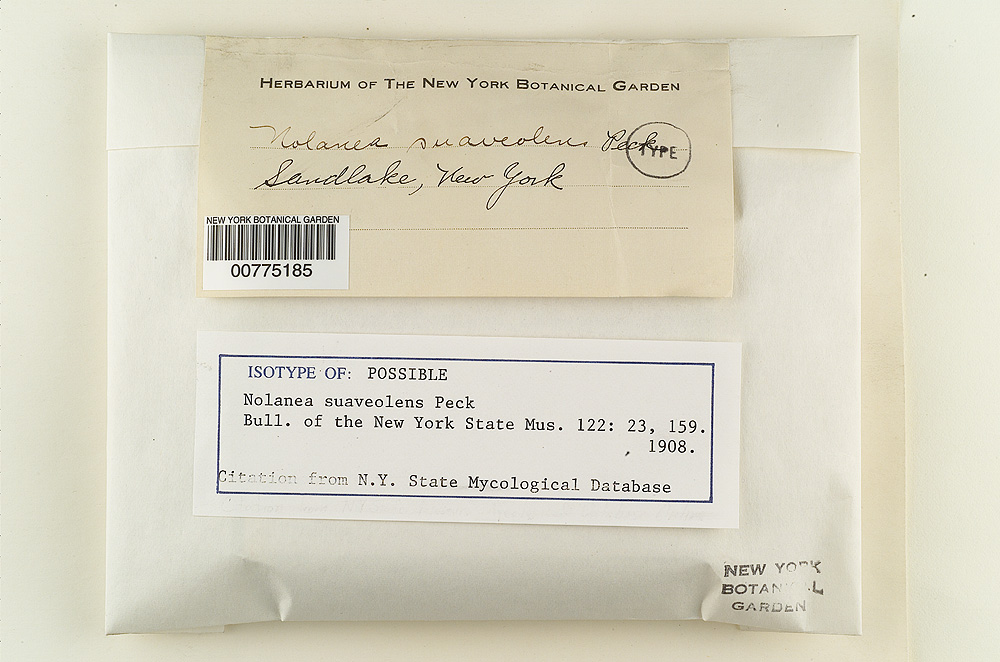 HERBARIUM OF THE NEW YORK BOTANICAL GARDEN
Nolanea suaveolens Peck
TYPE
Sandlake, New York
NEW YORK BOTANICAL GARDEN
00775185
ISOTYPE OF: POSSIBLE
Nolanea suaveolens Peck
Bull. of the New York State Mus. 122: 23, 159.
, 1908.
Citation from N.Y. State Mycological Database
NEW YORK
BOTANICAL
GARDEN